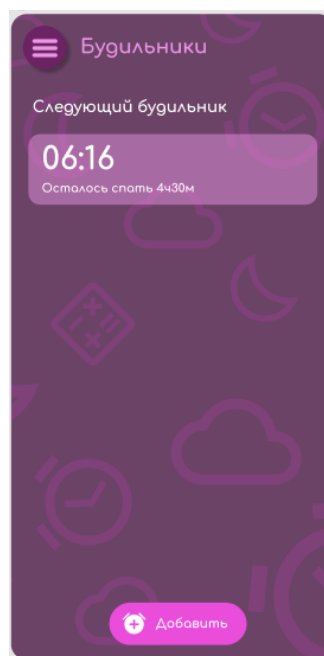 Будильники
Следующий будильник
06:16
Осталось спать 4ч30м
Добавить